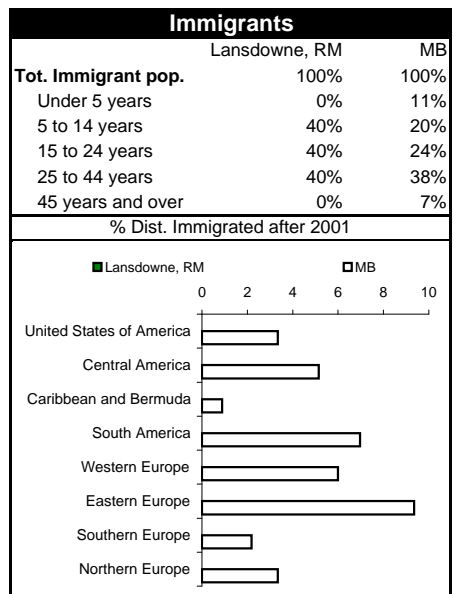 Immigrants
Lansdowne, RM MB
Tot. Immigrant pop. 100% 100%
Under 5 years 0% 11%
5 to 14 years 40% 20%
15 to 24 years 40% 24%
25 to 44 years 40% 38%
45 years and over 0% 7%
% Dist. Immigrated after 2001
Lansdowne, RM MB
0 2 4 6 8 10
United States of America
Central America
Caribbean and Bermuda
South America
Western Europe
Eastern Europe
Southern Europe
Northern Europe